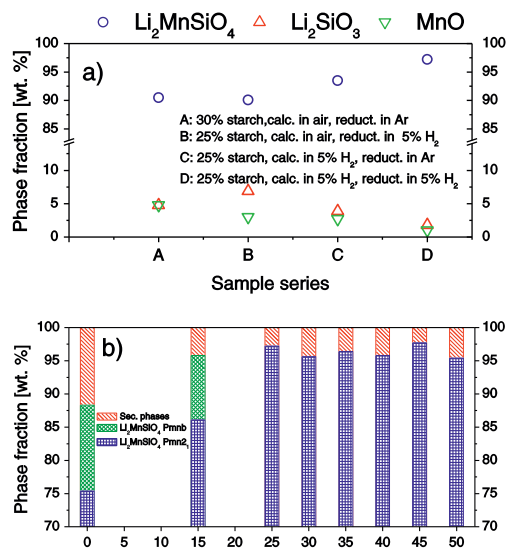 Li₂MnSiO₄ Li₂SiO₃ MnO
a)
Phase fraction [wt. %]
100 100
95 95
90 90
85 85
10 10
5 5
0 0
A: 30% starch,calc. in air, reduct. in Ar
B: 25% starch, calc. in air, reduct. in 5% H₂
C: 25% starch, calc. in 5% H₂, reduct. in Ar
D: 25% starch, calc. in 5% H₂, reduct. in 5% H₂
A B C D
Sample series
b)
Phase fraction [wt. %]
100 100
95 95
90 90
85 85
80 80
75 75
70 70
Sec. phases
Li₂MnSiO₄ Pmnb
Li₂MnSiO₄ Pmn2₁
0 5 10 15 20 25 30 35 40 45 50